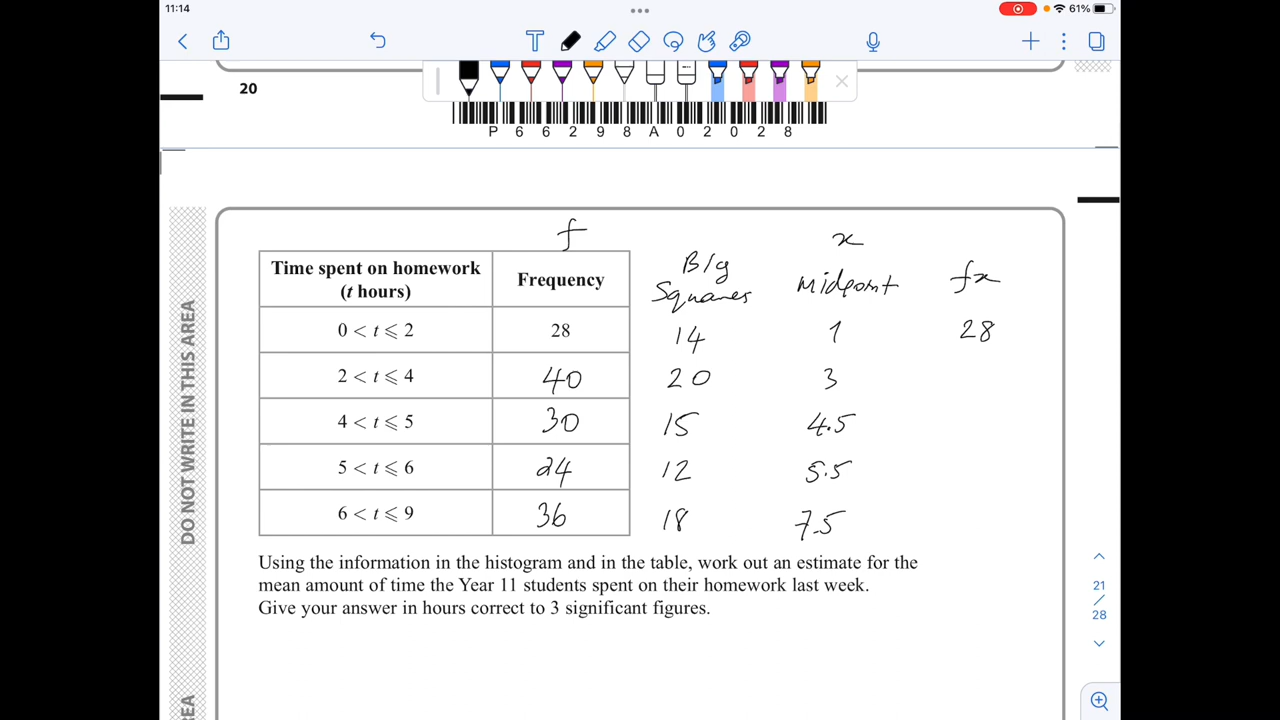 11:14
61%
T
20
P 6 6 2 9 8 A 0 2 0 2 8
DO NOT WRITE IN THIS AREA
f
x
Time spent on homework (t hours) Frequency Big Squares Midpoint fx
0 < t ⩽ 2 28 14 1 28
2 < t ⩽ 4 40 20 3
4 < t ⩽ 5 30 15 4.5
5 < t ⩽ 6 24 12 5.5
6 < t ⩽ 9 36 18 7.5
Using the information in the histogram and in the table, work out an estimate for the
mean amount of time the Year 11 students spent on their homework last week.
Give your answer in hours correct to 3 significant figures.
21
/
28
EA